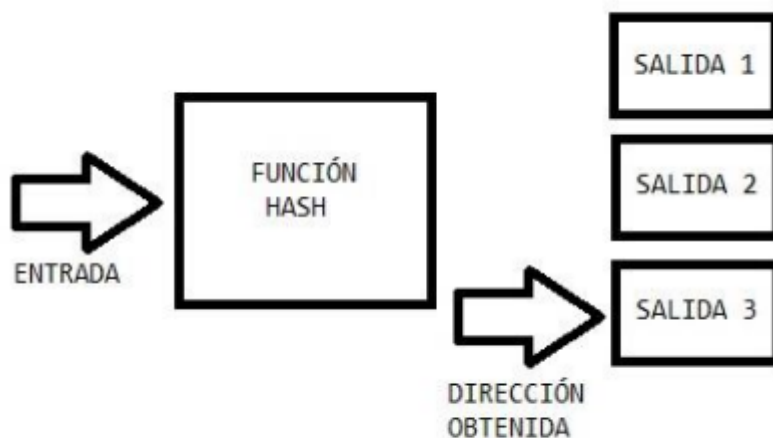 SALIDA 1
FUNCIÓN
HASH
SALIDA 2
ENTRADA
SALIDA 3
DIRECCIÓN
OBTENIDA